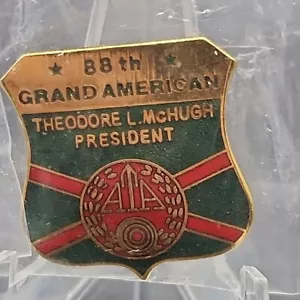 ★ 88th ★
GRAND AMERICAN
THEODORE L. McHUGH
PRESIDENT
ATA